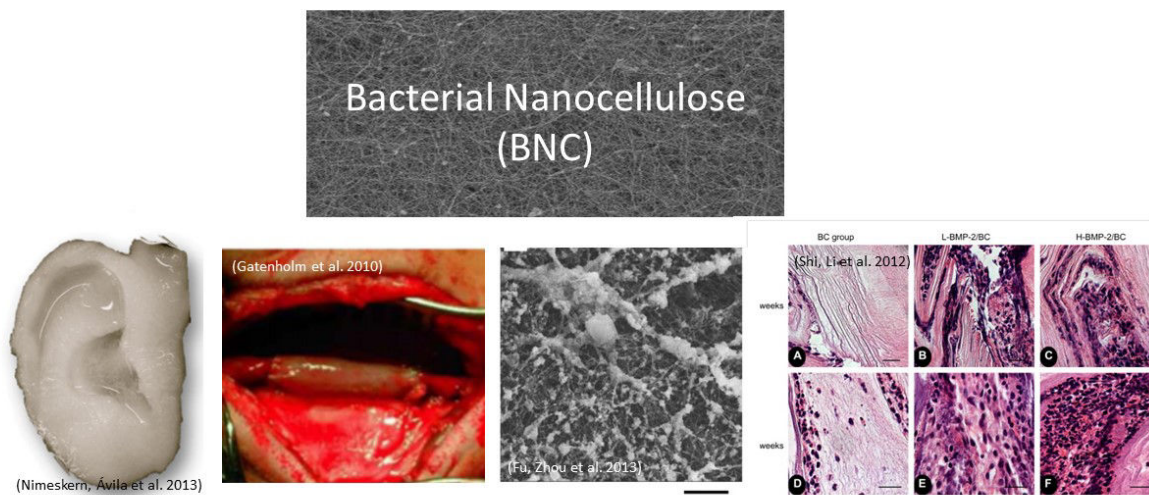 Bacterial Nanocellulose
(BNC)
(Nimeskern, Ávila et al. 2013)
(Gatenholm et al. 2010)
(Fu, Zhou et al. 2013)
BC group
L-BMP-2/BC
H-BMP-2/BC
(Shi, Li et al. 2012)
weeks
A
B
C
weeks
D
E
F